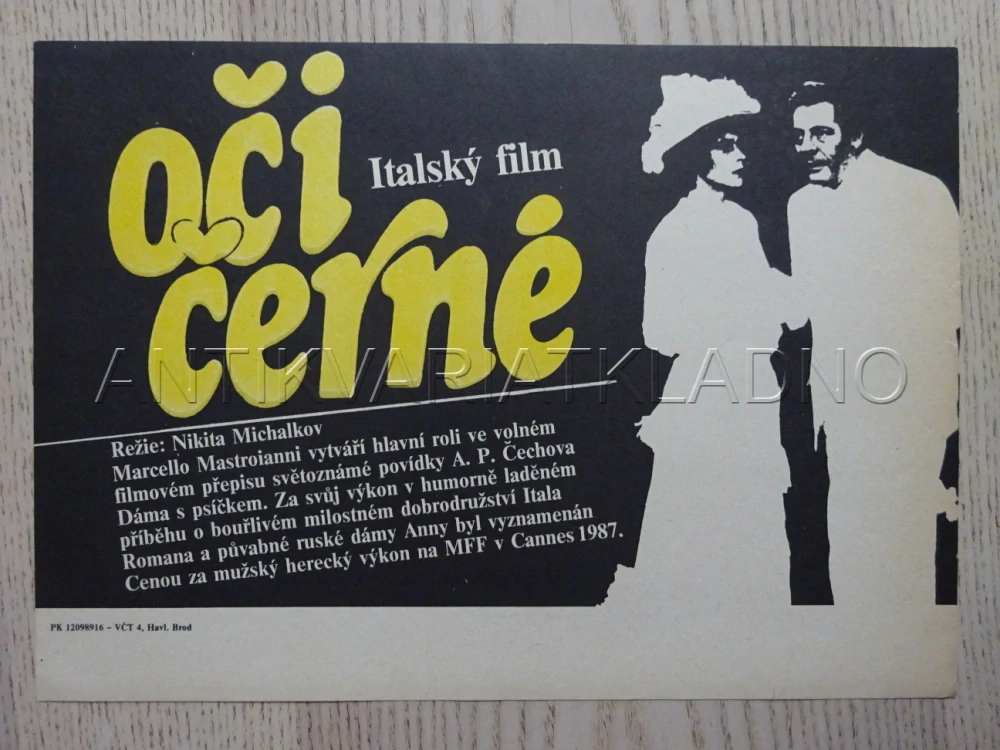 oči
černé
Italský film
ANTIKVARIATKLADNO
Režie: Nikita Michalkov
Marcello Mastroianni vytváří hlavní roli ve volném
filmovém přepisu světoznámé povídky A. P. Čechova
Dáma s psíčkem. Za svůj výkon v humorně laděném
příběhu o bouřlivém milostném dobrodružství Itala
Romana a půvabné ruské dámy Anny byl vyznamenán
Cenou za mužský herecký výkon na MFF v Cannes 1987.
PK 12098916 – VČT 4, Havl. Brod